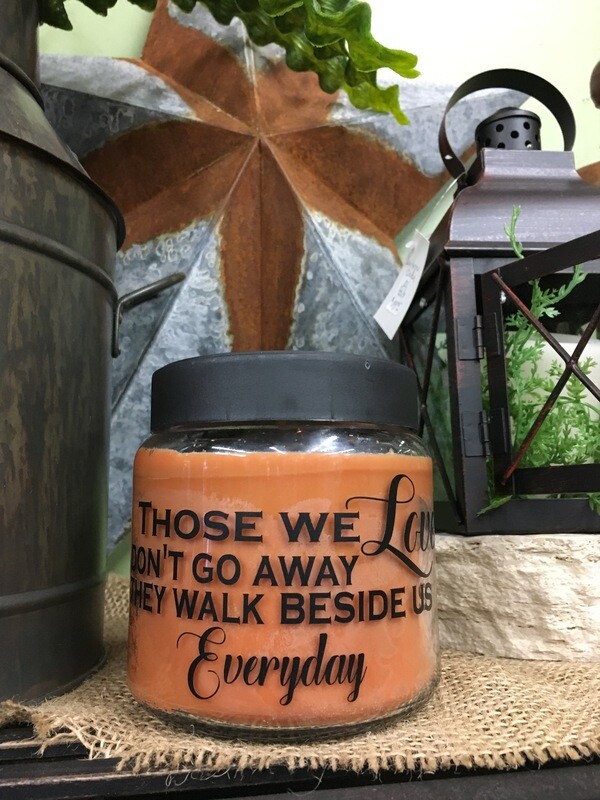 THOSE WE Love
DON'T GO AWAY
THEY WALK BESIDE US
Everyday